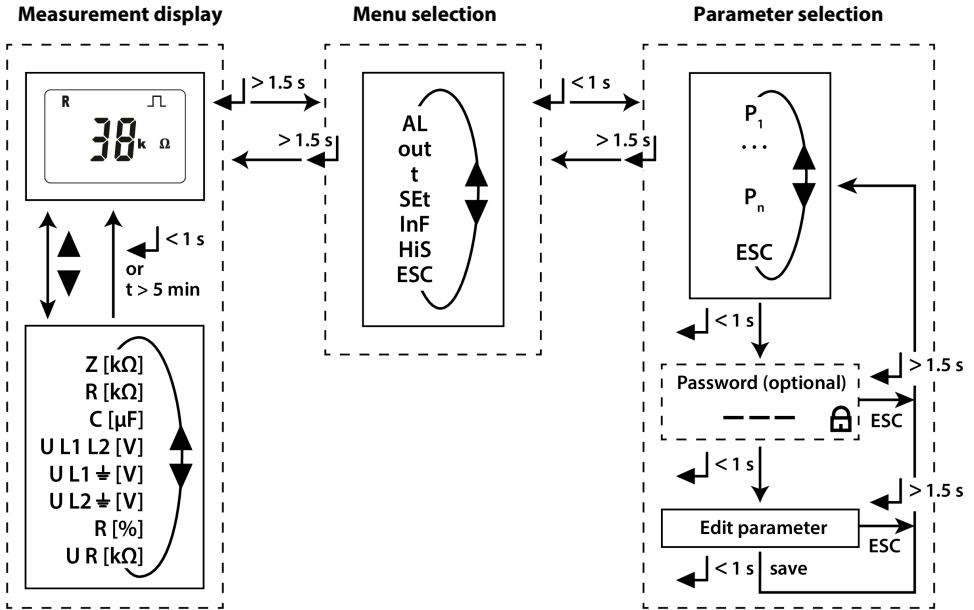 Measurement display
Menu selection
Parameter selection
R
38 k Ω
> 1.5 s
> 1.5 s
< 1 s
or
t > 5 min
Z [kΩ]
R [kΩ]
C [µF]
U L1 L2 [V]
U L1 ⏚ [V]
U L2 ⏚ [V]
R [%]
U R [kΩ]
AL
out
t
SEt
InF
HiS
ESC
< 1 s
> 1.5 s
P1
...
Pn
ESC
< 1 s
Password (optional)
> 1.5 s
ESC
< 1 s
> 1.5 s
Edit parameter
ESC
< 1 s save